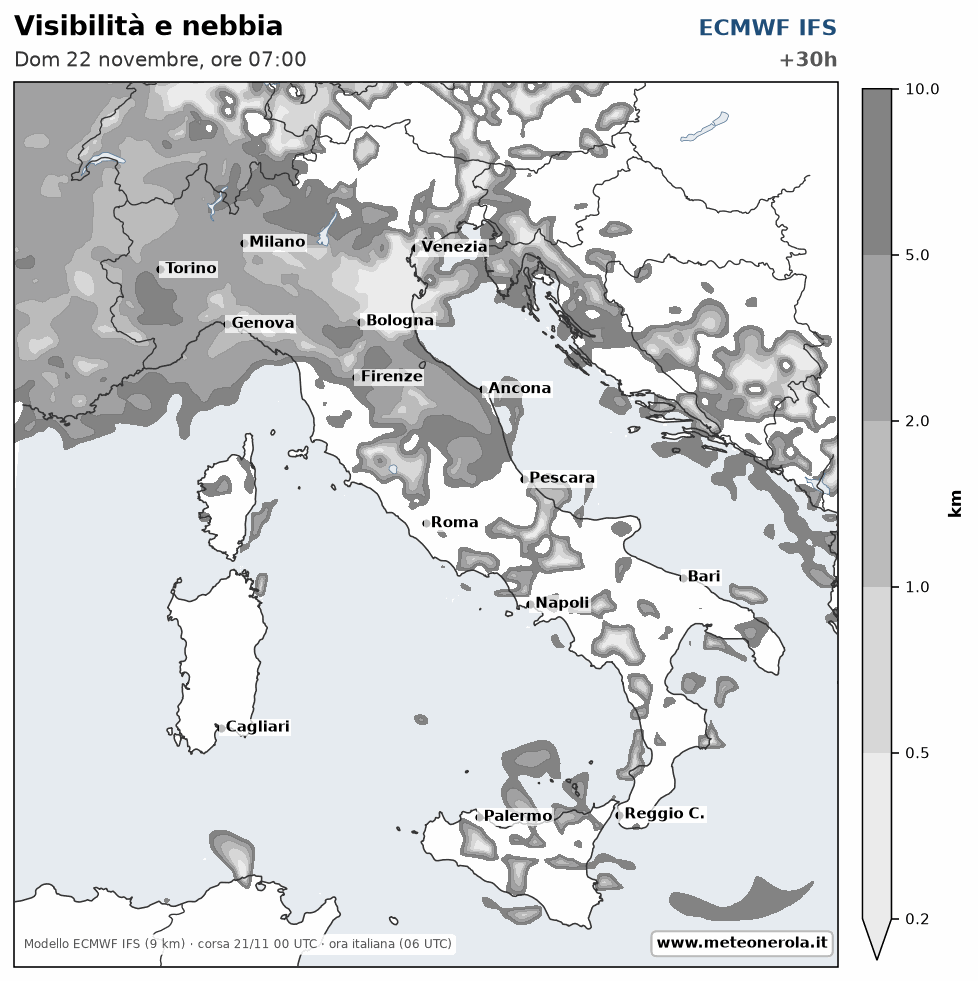 Visibilità e nebbia
ECMWF IFS
Dom 22 novembre, ore 07:00
+30h
10.0
5.0
2.0
1.0
0.5
0.2
km
Milano
Venezia
Torino
Genova
Bologna
Firenze
Ancona
Pescara
Roma
Bari
Napoli
Cagliari
Palermo
Reggio C.
Modello ECMWF IFS (9 km) · corsa 21/11 00 UTC · ora italiana (06 UTC)
www.meteonerola.it